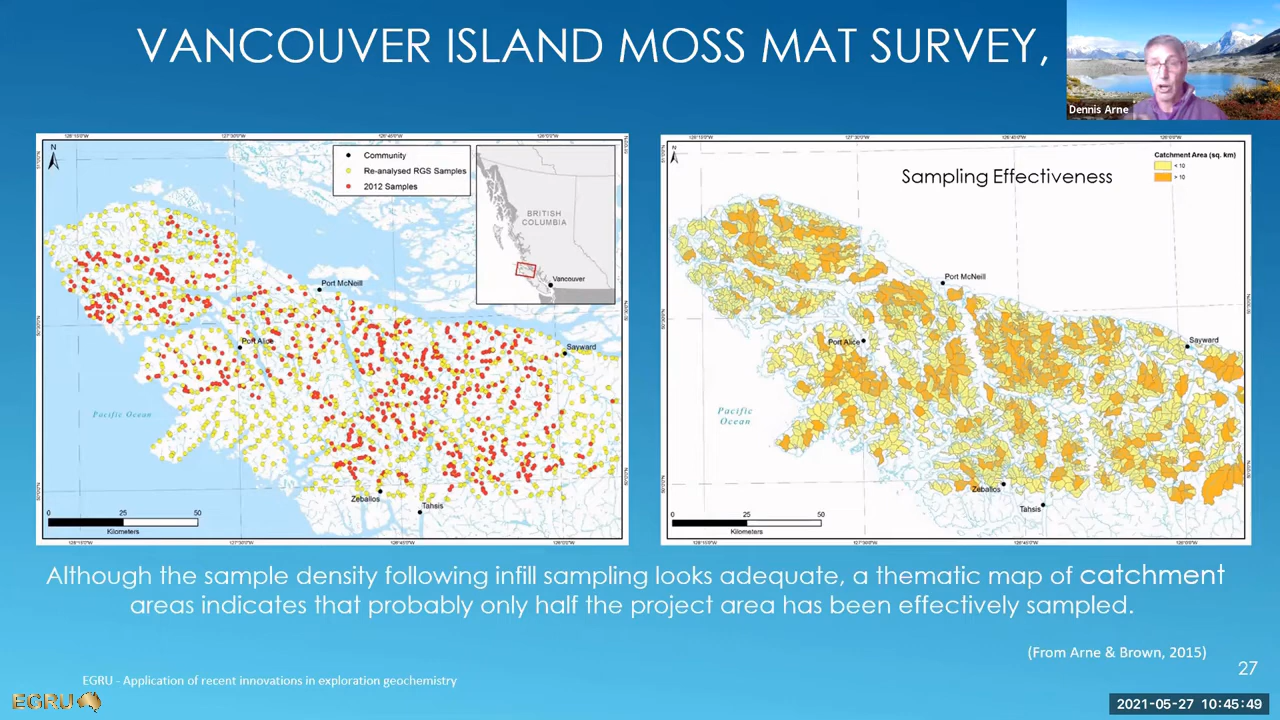 VANCOUVER ISLAND MOSS MAT SURVEY,
Dennis Arne
N
Community
Re-analysed RGS Samples
2012 Samples
BRITISH
COLUMBIA
Vancouver
Port McNeill
Port Alice
Sayward
Pacific Ocean
Zeballos
Tahsis
0 25 50
Kilometers
N
Sampling Effectiveness
Catchment Area (sq. km)
< 10
> 10
Port McNeill
Port Alice
Sayward
Pacific
Ocean
Zeballos
Tahsis
0 25 50
Kilometers
Although the sample density following infill sampling looks adequate, a thematic map of catchment
areas indicates that probably only half the project area has been effectively sampled.
(From Arne & Brown, 2015)
27
EGRU - Application of recent innovations in exploration geochemistry
EGRU
2021-05-27 10:45:49